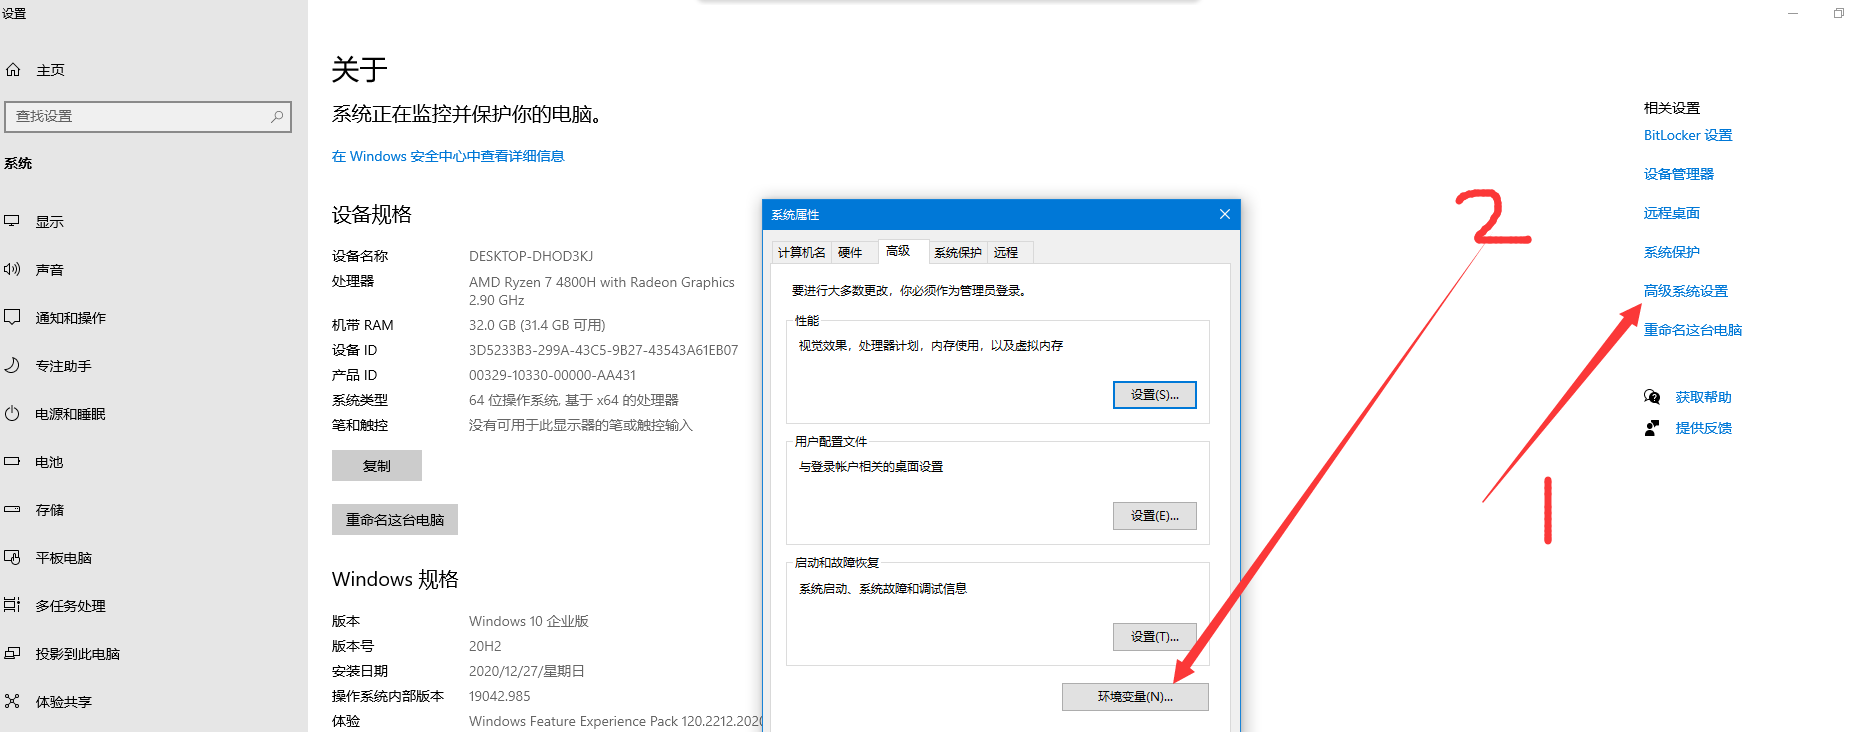 设置
主页
查找设置
系统
显示
声音
通知和操作
专注助手
电源和睡眠
电池
存储
平板电脑
多任务处理
投影到此电脑
体验共享
关于
系统正在监控并保护你的电脑。
在 Windows 安全中心中查看详细信息
设备规格
设备名称 DESKTOP-DHOD3KJ
处理器 AMD Ryzen 7 4800H with Radeon Graphics
2.90 GHz
机带 RAM 32.0 GB (31.4 GB 可用)
设备 ID 3D5233B3-299A-43C5-9B27-43543A61EB07
产品 ID 00329-10330-00000-AA431
系统类型 64 位操作系统, 基于 x64 的处理器
笔和触控 没有可用于此显示器的笔或触控输入
复制
重命名这台电脑
Windows 规格
版本 Windows 10 企业版
版本号 20H2
安装日期 2020/12/27/星期日
操作系统内部版本 19042.985
体验 Windows Feature Experience Pack 120.2212.2020
系统属性
计算机名 硬件 高级 系统保护 远程
要进行大多数更改，你必须作为管理员登录。
性能
视觉效果，处理器计划，内存使用，以及虚拟内存
设置(S)...
用户配置文件
与登录帐户相关的桌面设置
设置(E)...
启动和故障恢复
系统启动、系统故障和调试信息
设置(T)...
环境变量(N)...
2
1
相关设置
BitLocker 设置
设备管理器
远程桌面
系统保护
高级系统设置
重命名这台电脑
获取帮助
提供反馈